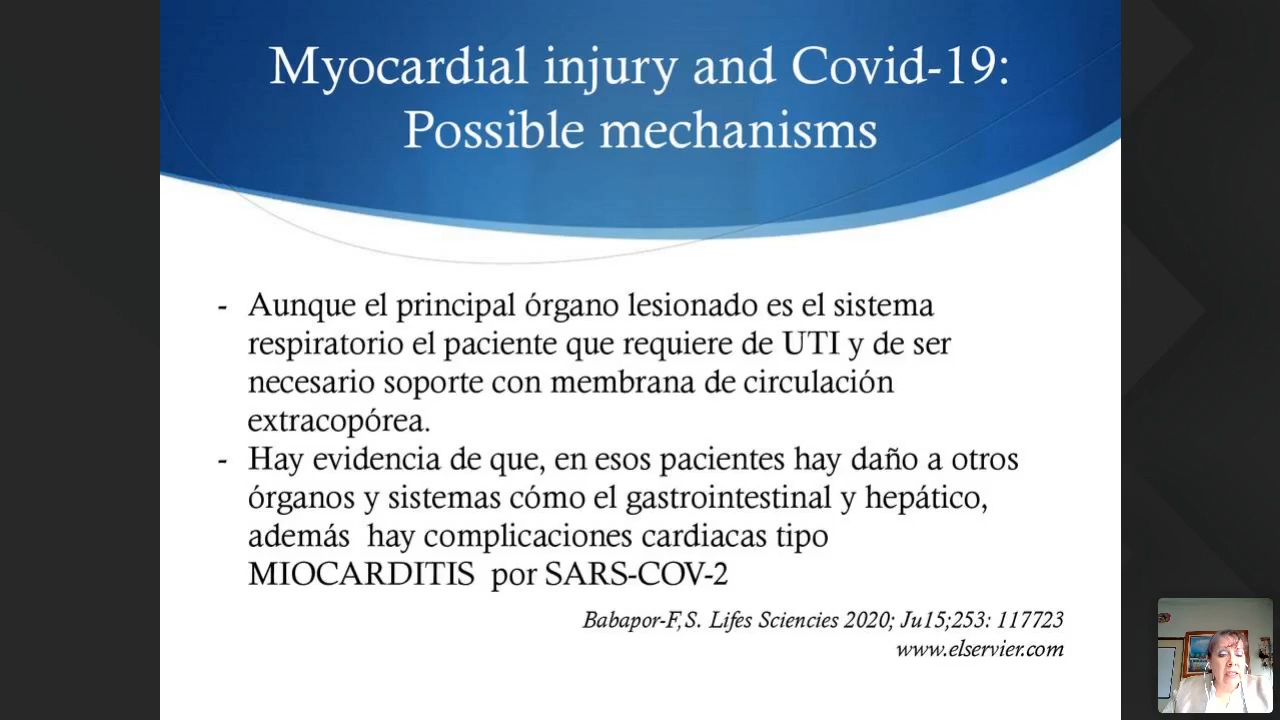 Myocardial injury and Covid-19:
Possible mechanisms
- Aunque el principal órgano lesionado es el sistema
respiratorio el paciente que requiere de UTI y de ser
necesario soporte con membrana de circulación
extracopórea.
- Hay evidencia de que, en esos pacientes hay daño a otros
órganos y sistemas cómo el gastrointestinal y hepático,
además  hay complicaciones cardiacas tipo
MIOCARDITIS  por SARS-COV-2
Babapor-F,S. Lifes Sciencies 2020; Ju15;253: 117723
www.elservier.com